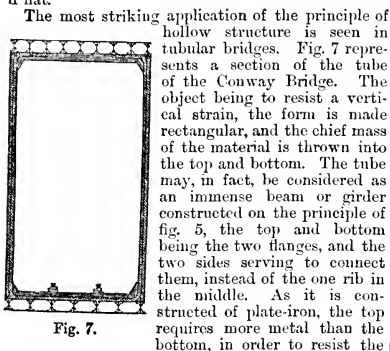 flat.
The most striking application of the principle of
hollow structure is seen in
tubular bridges. Fig. 7 repre-
sents a section of the tube
of the Conway Bridge. The
object being to resist a verti-
cal strain, the form is made
rectangular, and the chief mass
of the material is thrown into
the top and bottom. The tube
may, in fact, be considered as
an immense beam or girder
constructed on the principle of
fig. 5, the top and bottom
being the two flanges, and the
two sides serving to connect
them, instead of the one rib in
the middle. As it is con-
structed of plate-iron, the top
requires more metal than the
bottom, in order to resist the
Fig. 7.